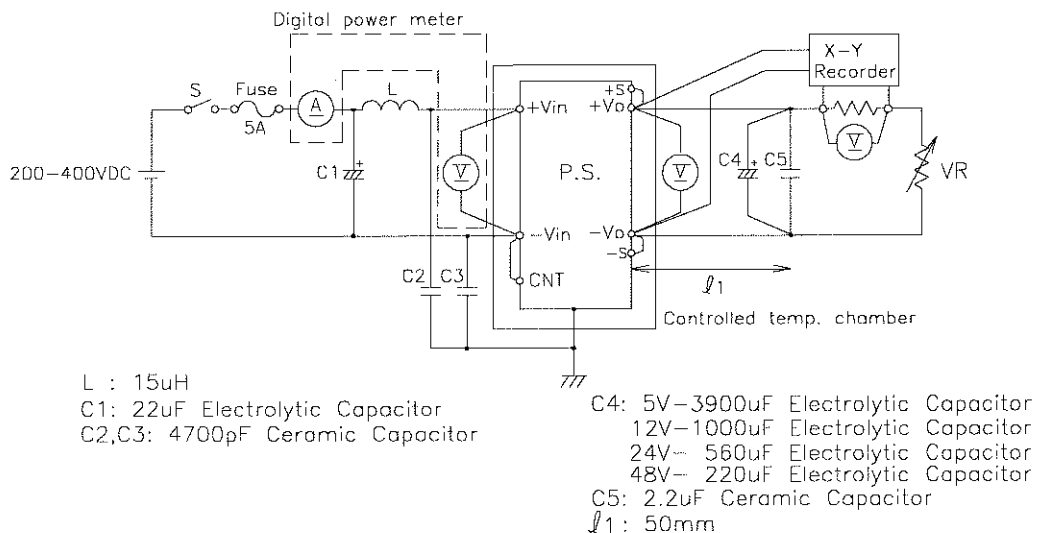 Digital power meter
X-Y
Recorder
S
Fuse
5A
A
L
+Vin
+S
+Vo
C1
+
200-400VDC
V
P.S.
V
C4
+
C5
V
VR
-Vin
-Vo
-S
CNT
C2
C3
ℓ1
Controlled temp. chamber
L : 15uH
C1: 22uF Electrolytic Capacitor
C2,C3: 4700pF Ceramic Capacitor
C4: 5V-3900uF Electrolytic Capacitor
12V-1000uF Electrolytic Capacitor
24V- 560uF Electrolytic Capacitor
48V- 220uF Electrolytic Capacitor
C5: 2.2uF Ceramic Capacitor
ℓ1: 50mm